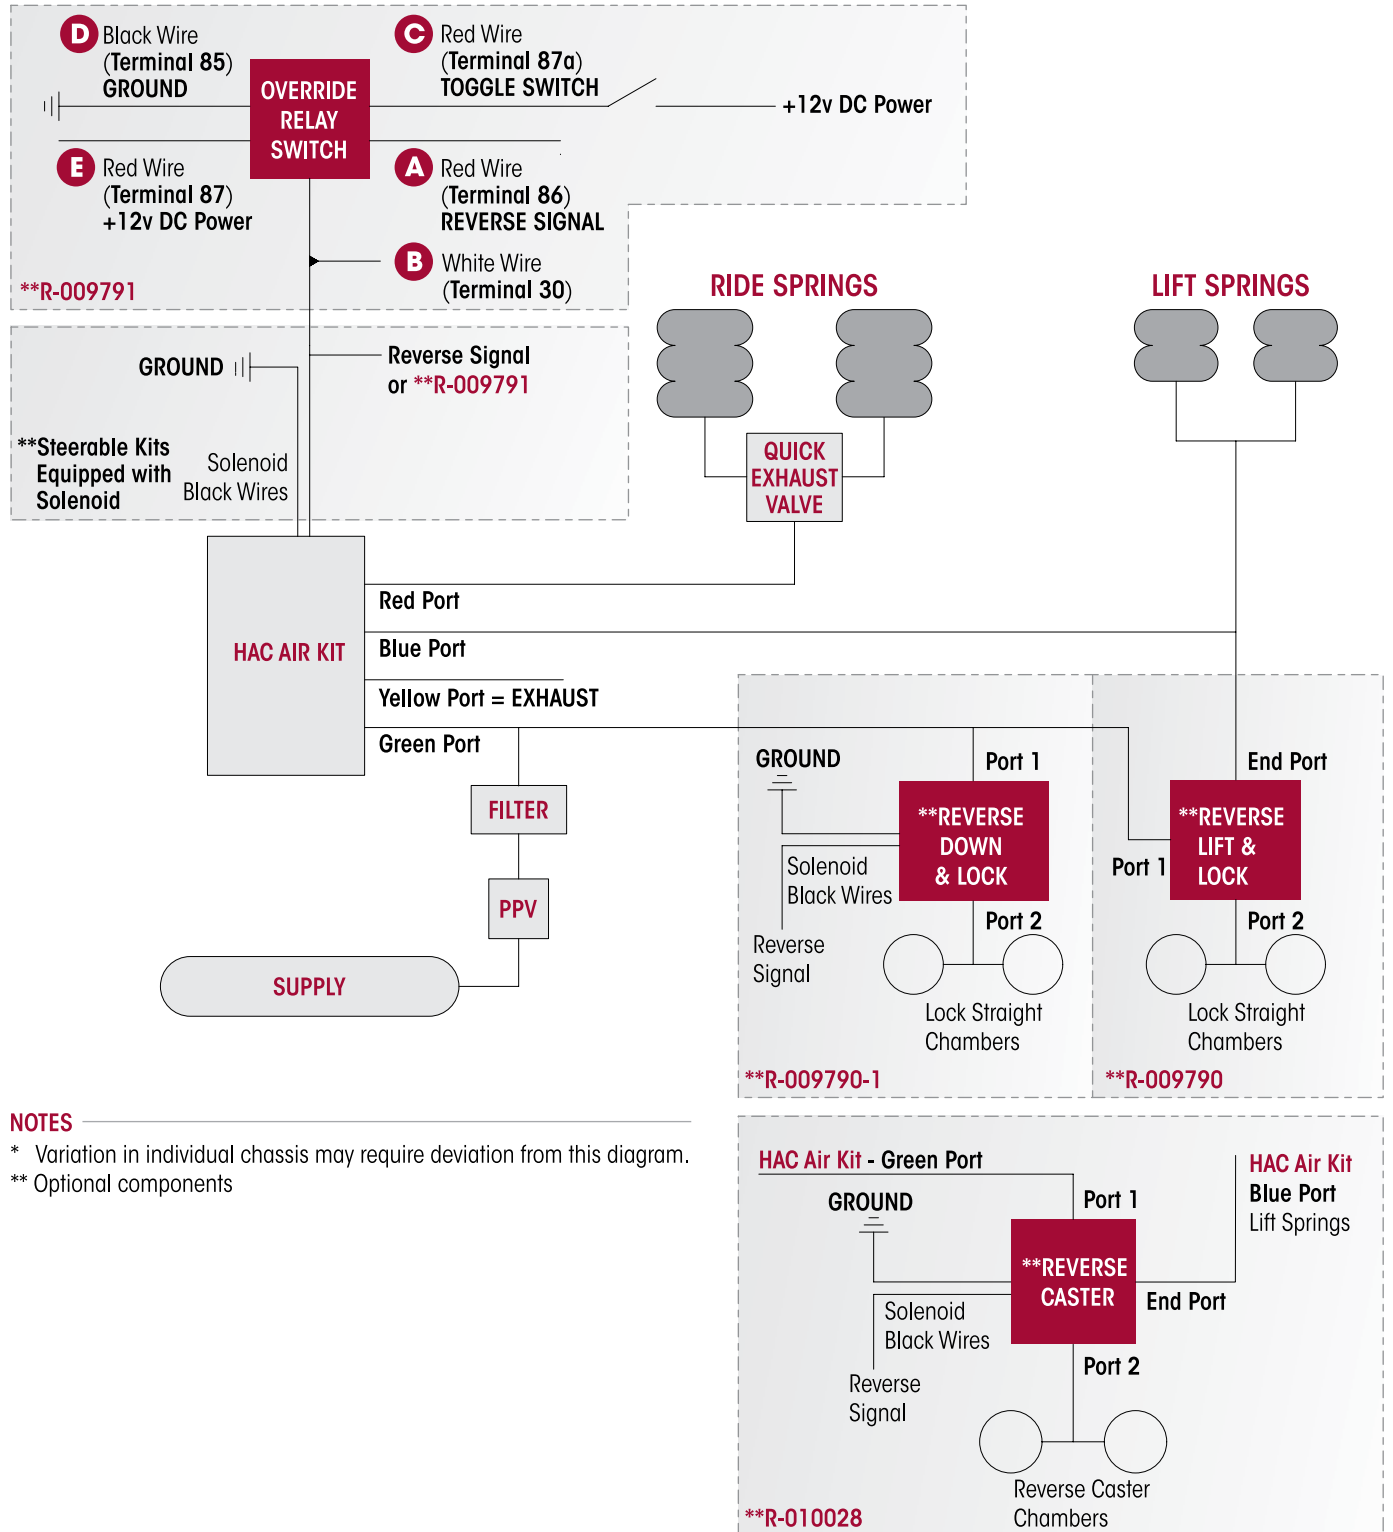 D Black Wire
(Terminal 85)
GROUND
C Red Wire
(Terminal 87a)
TOGGLE SWITCH
OVERRIDE
RELAY
SWITCH
+12v DC Power
E Red Wire
(Terminal 87)
+12v DC Power
A Red Wire
(Terminal 86)
REVERSE SIGNAL
B White Wire
(Terminal 30)
**R-009791
RIDE SPRINGS
LIFT SPRINGS
GROUND
Reverse Signal
or **R-009791
**Steerable Kits
Equipped with
Solenoid
Solenoid
Black Wires
QUICK
EXHAUST
VALVE
HAC AIR KIT
Red Port
Blue Port
Yellow Port = EXHAUST
Green Port
FILTER
PPV
SUPPLY
GROUND
Port 1
**REVERSE
DOWN
& LOCK
Solenoid
Black Wires
Reverse
Signal
Port 2
Lock Straight
Chambers
**R-009790-1
End Port
**REVERSE
LIFT &
LOCK
Port 1
Port 2
Lock Straight
Chambers
**R-009790
NOTES
* Variation in individual chassis may require deviation from this diagram.
** Optional components
HAC Air Kit - Green Port
GROUND
Port 1
HAC Air Kit
Blue Port
Lift Springs
**REVERSE
CASTER
End Port
Solenoid
Black Wires
Reverse
Signal
Port 2
Reverse Caster
Chambers
**R-010028